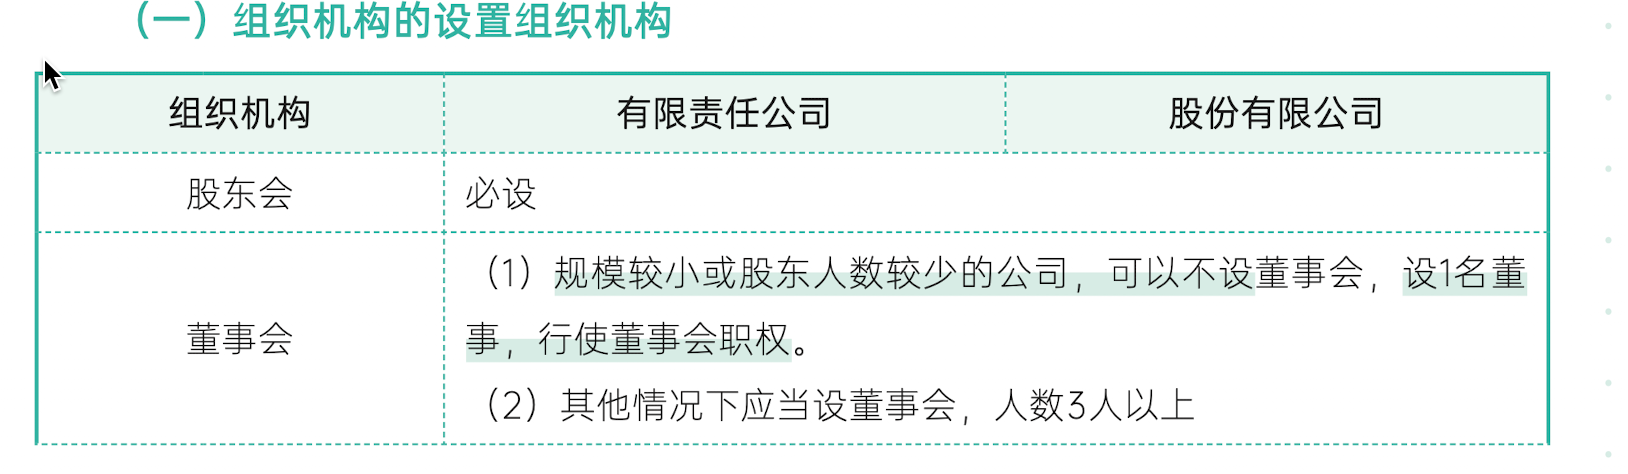 （一）组织机构的设置组织机构
组织机构 有限责任公司 股份有限公司
股东会 必设
（1）规模较小或股东人数较少的公司，可以不设董事会，设1名董
事，行使董事会职权。
董事会
（2）其他情况下应当设董事会，人数3人以上